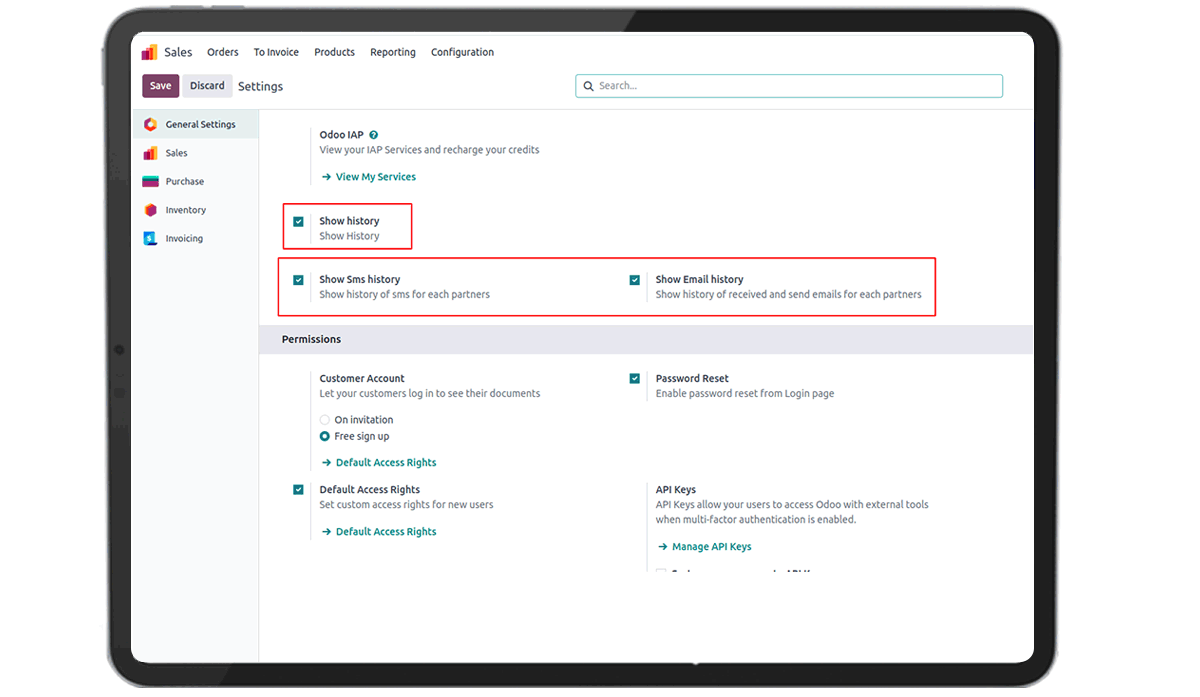 Sales Orders To Invoice Products Reporting Configuration
Save Discard Settings Search...
General Settings
Sales
Purchase
Inventory
Invoicing
Odoo IAP ?
View your IAP Services and recharge your credits
→ View My Services
Show history
Show History
Show Sms history
Show history of sms for each partners
Show Email history
Show history of received and send emails for each partners
Permissions
Customer Account
Let your customers log in to see their documents
On invitation
Free sign up
→ Default Access Rights
Password Reset
Enable password reset from Login page
Default Access Rights
Set custom access rights for new users
→ Default Access Rights
API Keys
API Keys allow your users to access Odoo with external tools
when multi-factor authentication is enabled.
→ Manage API Keys